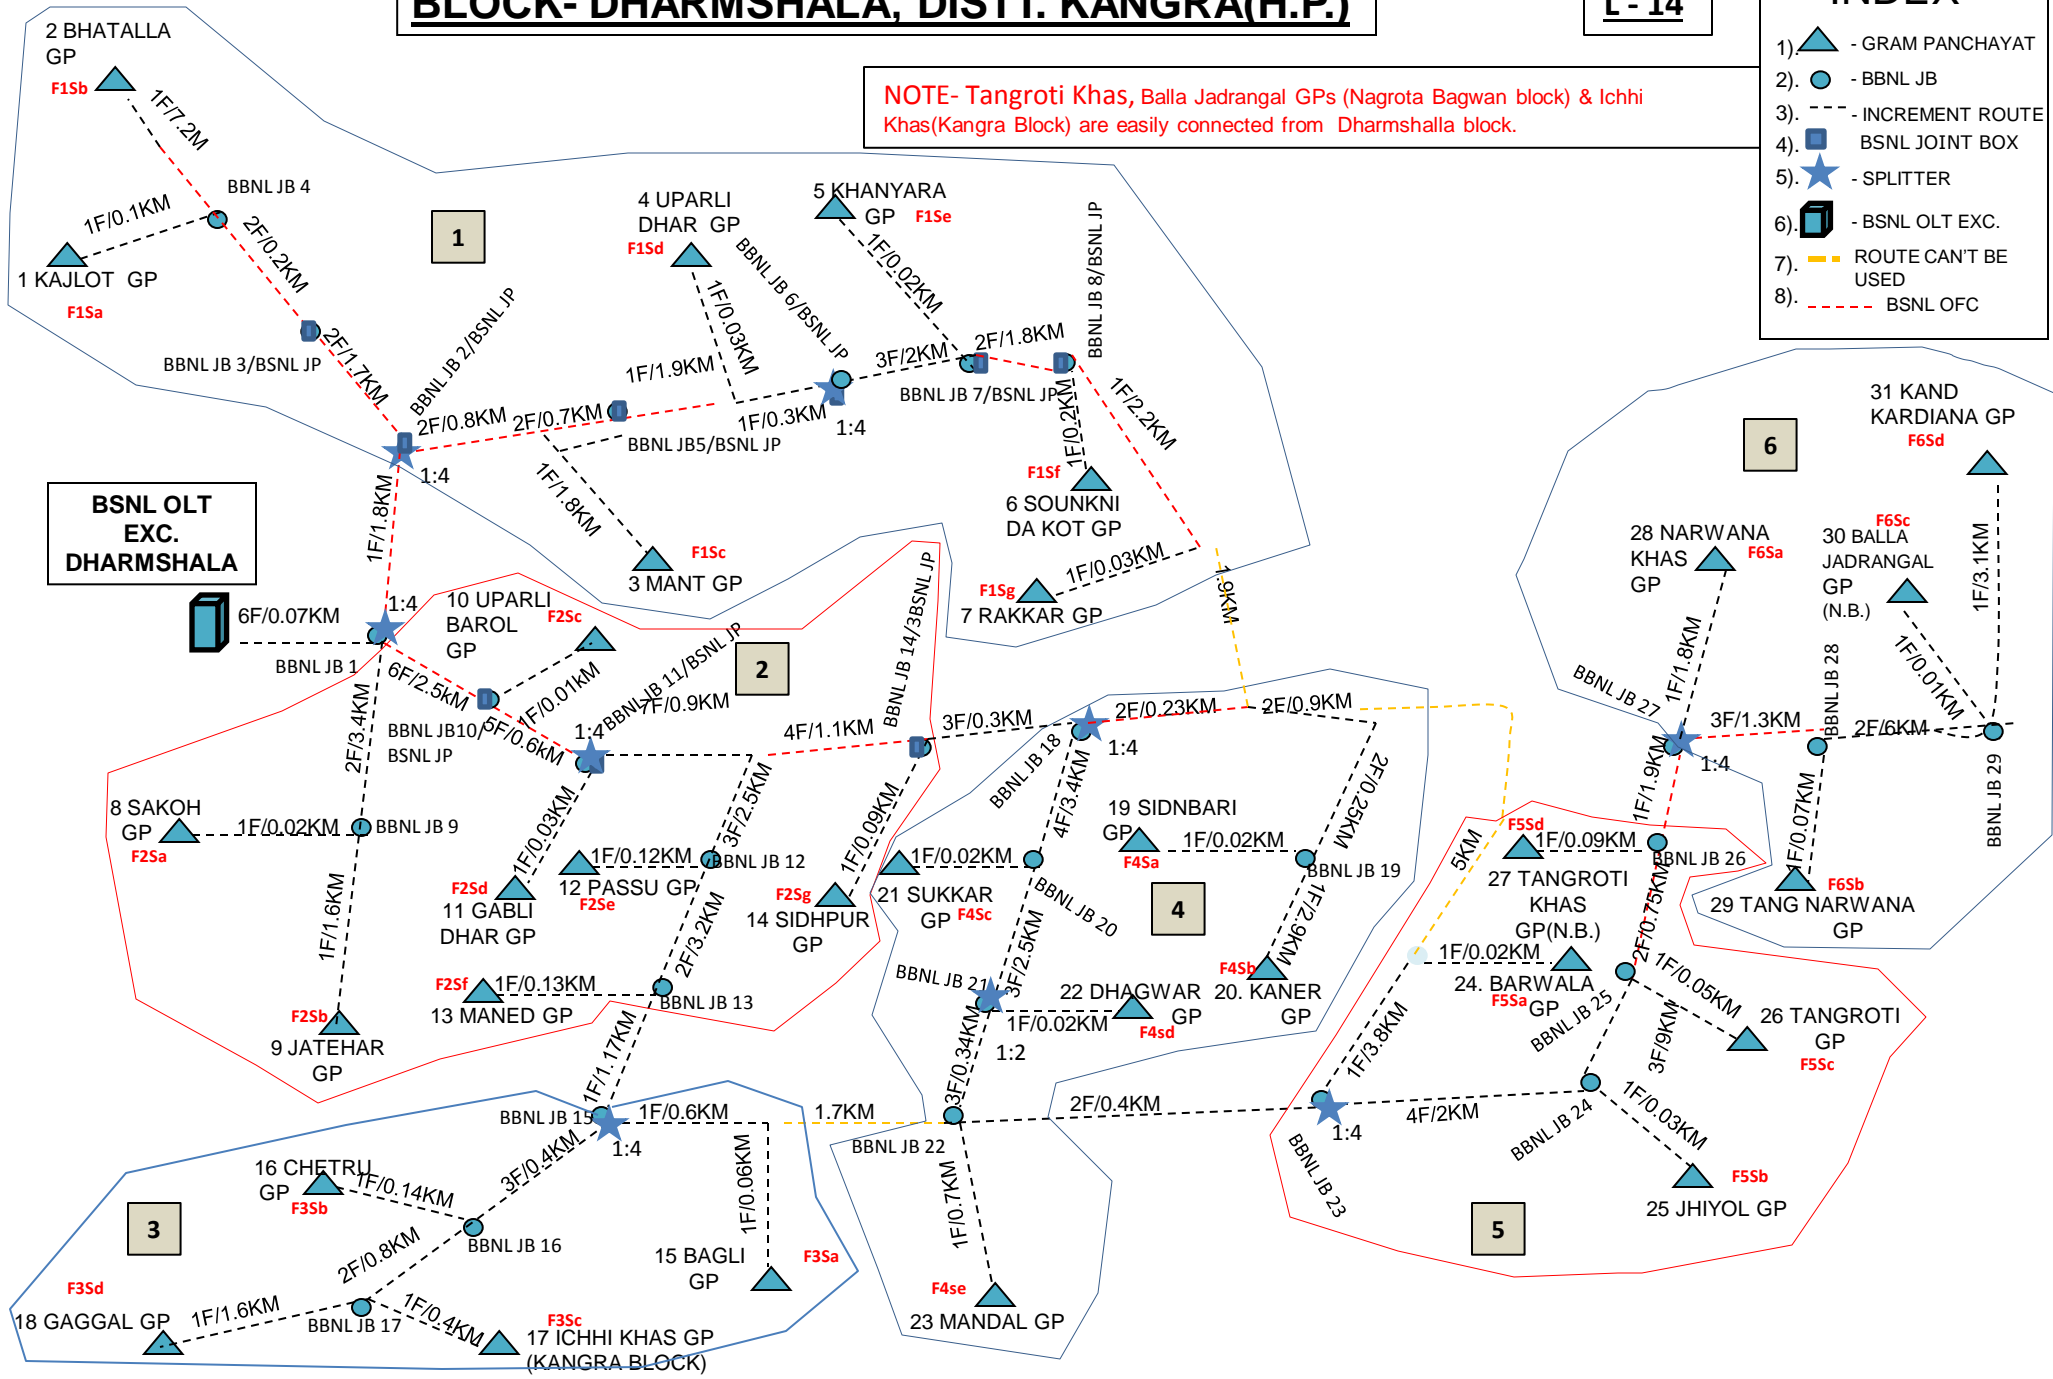 BLOCK- DHARMSHALA, DISTT. KANGRA(H.P.)
L - 14
INDEX
1).
- GRAM PANCHAYAT
2).
- BBNL JB
3).
- INCREMENT ROUTE
4).
BSNL JOINT BOX
5).
- SPLITTER
6).
- BSNL OLT EXC.
7).
ROUTE CAN'T BE
USED
8).
BSNL OFC
NOTE- Tangroti Khas, Balla Jadrangal GPs (Nagrota Bagwan block) & Ichhi
Khas(Kangra Block) are easily connected from Dharmshalla block.
2 BHATALLA
GP
F1Sb
1F/7.2M
BBNL JB 4
1F/0.1KM
2F/0.2KM
1 KAJLOT GP
F1Sa
BBNL JB 3/BSNL JP
2F/1.7KM
BBNL JB 2/BSNL JP
1
4 UPARLI
DHAR GP
F1Sd
1F/0.03KM
BBNL JB 6/BSNL JP
5 KHANYARA
GP
F1Se
1F/0.02KM
BBNL JB 8/BSNL JP
2F/0.8KM
2F/0.7KM
1F/1.9KM
1F/0.3KM
3F/2KM
2F/1.8KM
BBNL JB 7/BSNL JP
1:4
BBNL JB5/BSNL JP
1:4
1F/1.8KM
1F/0.2KM
1F/2.2KM
F1Sf
6 SOUNKNI
DA KOT GP
F1Sc
3 MANT GP
1F/0.03KM
F1Sg
7 RAKKAR GP
1.9KM
BSNL OLT
EXC.
DHARMSHALA
1F/1.8KM
6F/0.07KM
1:4
BBNL JB 1
10 UPARLI
BAROL
GP
F2Sc
6F/2.5kM
1F/0.01kM
BBNL JB10/
BSNL JP
5F/0.6KM
1:4
BBNL JB 11/BSNL JP
7F/0.9KM
2
BBNL JB 14/3BSNL JP
4F/1.1KM
3F/0.3KM
2F/3.4KM
8 SAKOH
GP
F2Sa
1F/0.02KM
BBNL JB 9
1F/1.6KM
F2Sb
9 JATEHAR
GP
1F/0.03KM
F2Sd
11 GABLI
DHAR GP
1F/0.12KM
12 PASSU GP
F2Se
BBNL JB 12
3F/2.5KM
1F/0.09KM
F2Sg
14 SIDHPUR
GP
2F/3.2KM
F2Sf
1F/0.13KM
13 MANED GP
BBNL JB 13
1F/1.17KM
BBNL JB 15
1:4
1F/0.6KM
1.7KM
1F/0.06KM
3F/0.4KM
16 CHETRU
GP
F3Sb
1F/0.14KM
BBNL JB 16
3
2F/0.8KM
F3Sd
18 GAGGAL GP
1F/1.6KM
BBNL JB 17
1F/0.4KM
F3Sc
17 ICHHI KHAS GP
(KANGRA BLOCK)
15 BAGLI
GP
F3Sa
BBNL JB 18
1:4
2F/0.23KM
2F/0.9KM
4F/3.4KM
2F/0.25KM
19 SIDNBARI
GP
F4Sa
1F/0.02KM
BBNL JB 19
1F/2.9KM
F4Sb
20. KANER
GP
4
1F/0.02KM
21 SUKKAR
GP
F4Sc
BBNL JB 20
3F/2.5KM
BBNL JB 21
22 DHAGWAR
GP
F4sd
1F/0.02KM
1:2
3F/0.34KM
BBNL JB 22
1F/0.7KM
F4se
23 MANDAL GP
2F/0.4KM
5KM
1F/3.8KM
1:4
BBNL JB 23
4F/2KM
1F/0.02KM
24. BARWALA
GP
F5Sa
BBNL JB 24
1F/0.03KM
F5Sb
25 JHIYOL GP
5
3F/9KM
BBNL JB 25
1F/0.05KM
26 TANGROTI
GP
F5Sc
2F/0.75KM
F5Sd
1F/0.09KM
BBNL JB 26
27 TANGROTI
KHAS
GP(N.B.)
1F/1.9KM
BBNL JB 27
1:4
6
28 NARWANA
KHAS
GP
F6Sa
1F/1.8KM
3F/1.3KM
BBNL JB 28
1F/0.07KM
F6Sb
29 TANG NARWANA
GP
2F/6KM
BBNL JB 29
F6Sc
30 BALLA
JADRANGAL
GP
(N.B.)
1F/0.01KM
31 KAND
KARDIANA GP
F6Sd
1F/3.1KM